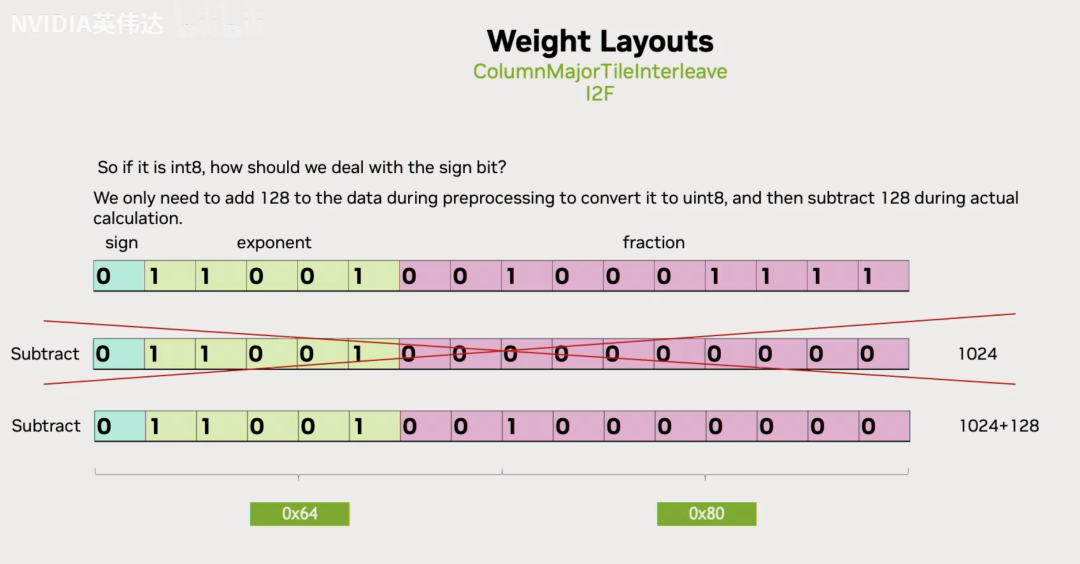 NVIDIA英伟达
Weight Layouts
ColumnMajorTileInterleave
I2F
So if it is int8, how should we deal with the sign bit?
We only need to add 128 to the data during preprocessing to convert it to uint8, and then subtract 128 during actual
calculation.
sign exponent fraction
0 1 1 0 0 1 0 0 1 0 0 0 1 1 1 1
Subtract 0 1 1 0 0 1 0 0 0 0 0 0 0 0 0 0 1024
Subtract 0 1 1 0 0 1 0 0 1 0 0 0 0 0 0 0 1024+128
0x64 0x80